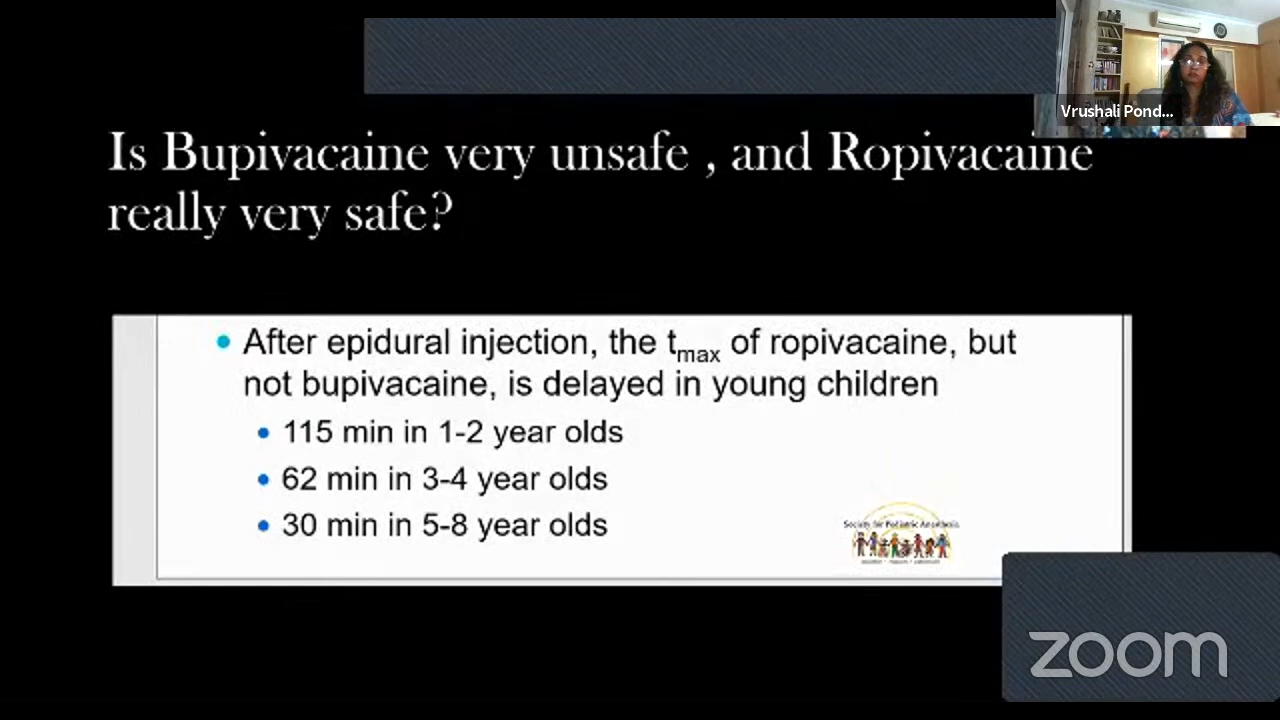 Vrushali Pond...
Is Bupivacaine very unsafe , and Ropivacaine
really very safe?
• After epidural injection, the tmax of ropivacaine, but
not bupivacaine, is delayed in young children
• 115 min in 1-2 year olds
• 62 min in 3-4 year olds
• 30 min in 5-8 year olds
Society for Pediatric Anesthesia
zoom